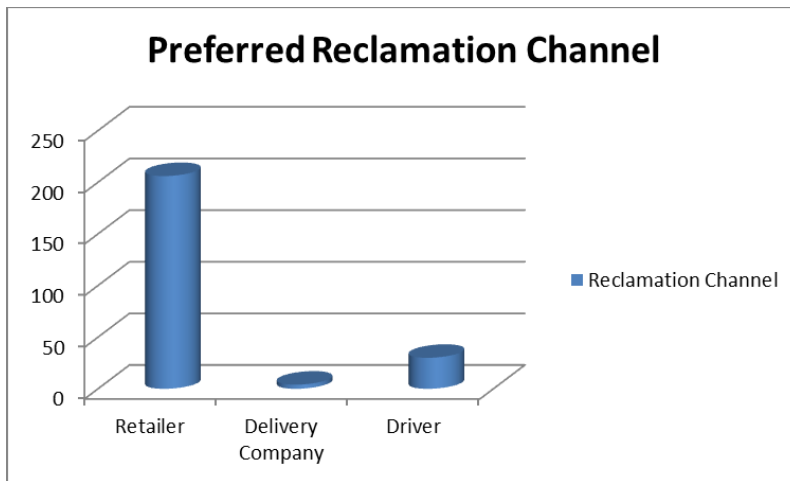 Preferred Reclamation Channel
250
200
150
100
50
0
Retailer
Delivery
Company
Driver
Reclamation Channel